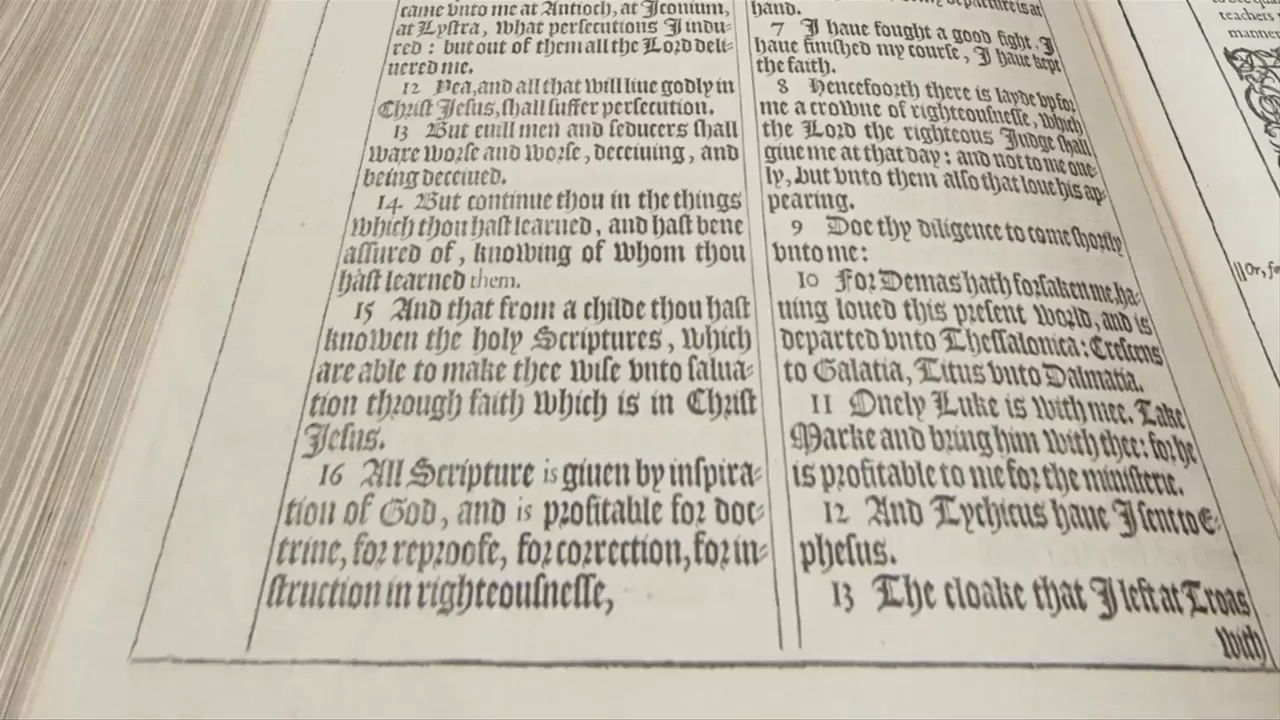 came vnto me at Antioch, at Iconium,
at Lystra, what persecutions I indu-
red : but out of them all the Lord deli-
uered me.
12 Yea, and all that will liue godly in
Christ Iesus, shall suffer persecution.
13 But euill men and seducers shall
waxe worse and worse, deceiuing, and
being deceiued.
14 But continue thou in the things
which thou hast learned, and hast bene
assured of, knowing of whom thou
hast learned them.
15 And that from a childe thou hast
knowen the holy Scriptures, which
are able to make thee wise vnto salua-
tion through faith which is in Christ
Iesus.
16 All Scripture is giuen by inspira-
tion of God, and is profitable for doc-
trine, for reproofe, for correction, for in-
struction in righteousnesse,
departure is at
hand.
7 I haue fought a good fight, I
haue finished my course, I haue kept
the faith.
8 Hencefoorth there is layde vp for
me a crowne of righteousnesse, which
the Lord the righteous Iudge shall
giue me at that day : and not to me one-
ly, but vnto them also that loue his ap-
pearing.
9 Doe thy diligence to come shortly
vnto me :
10 For Demas hath forsaken me, ha-
uing loued this present world, and is
departed vnto Thessalonica : Crescens
to Galatia, Titus vnto Dalmatia.
11 Onely Luke is with mee. Take
Marke and bring him with thee : for he
is profitable to me for the ministerie.
12 And Tychicus haue I sent to E-
phesus.
13 The cloake that I left at Troas
with
teachers
manner
||Or,